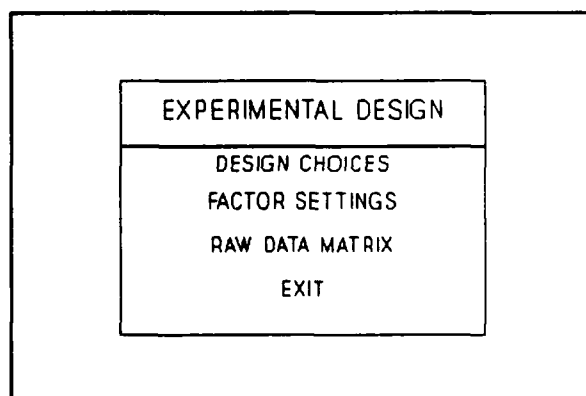 EXPERIMENTAL DESIGN
DESIGN CHOICES
FACTOR SETTINGS
RAW DATA MATRIX
EXIT